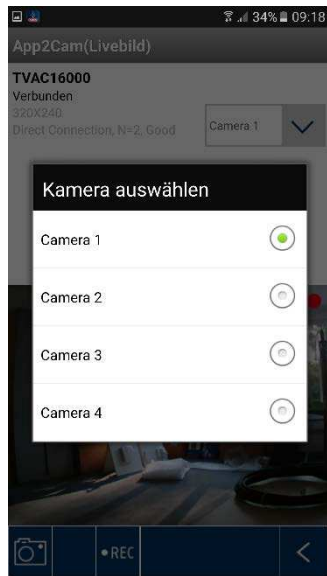 34% 09:18
App2Cam(Livebild)
TVAC16000
Verbunden
320X240
Direct Connection, N=2, Good
Camera 1
Kamera auswählen
Camera 1
Camera 2
Camera 3
Camera 4
REC